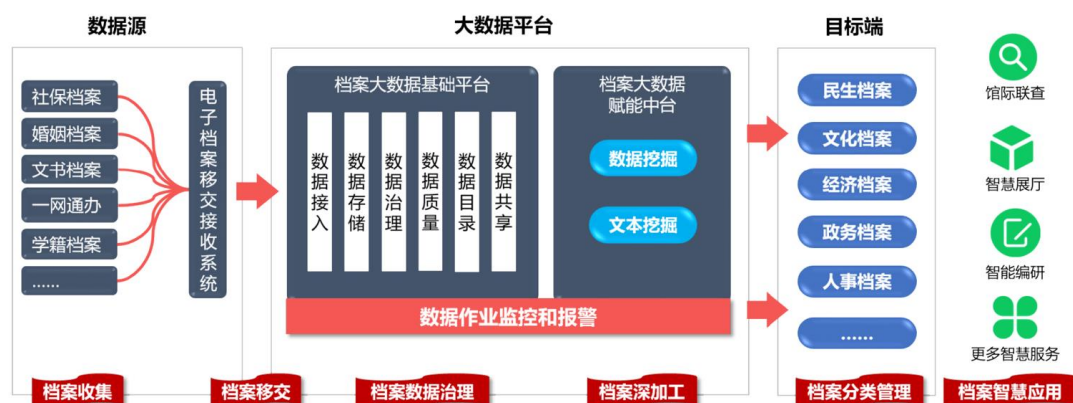 数据源
大数据平台
目标端
社保档案
婚姻档案
文书档案
一网通办
学籍档案
......
电子档案移交接收系统
档案大数据基础平台
数据接入
数据存储
数据治理
数据质量
数据目录
数据共享
档案大数据
赋能中台
数据挖掘
文本挖掘
数据作业监控和报警
民生档案
文化档案
经济档案
政务档案
人事档案
......
馆际联查
智慧展厅
智能编研
更多智慧服务
档案收集
档案移交
档案数据治理
档案深加工
档案分类管理
档案智慧应用